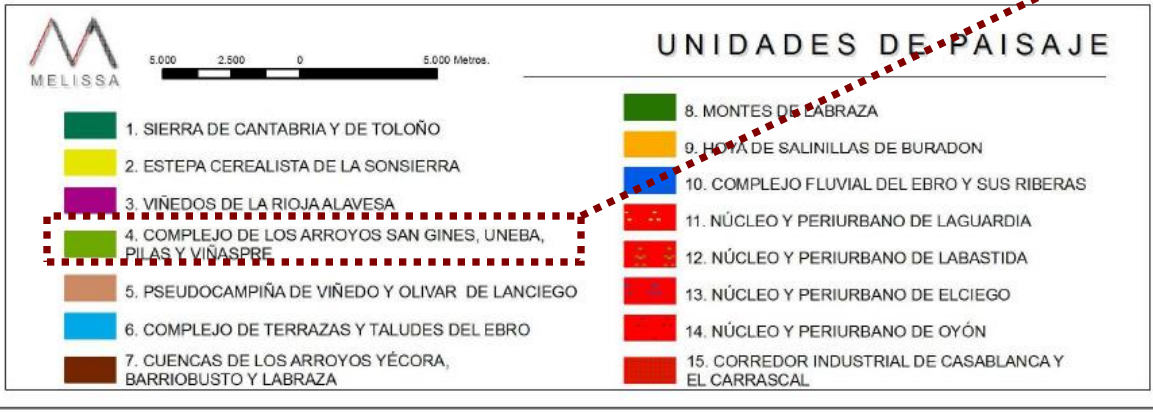 MELISSA
5.000 2.500 0 5.000 Metros.
UNIDADES DE PAISAJE
1. SIERRA DE CANTABRIA Y DE TOLOÑO
2. ESTEPA CEREALISTA DE LA SONSIERRA
3. VIÑEDOS DE LA RIOJA ALAVESA
4. COMPLEJO DE LOS ARROYOS SAN GINES, UNEBA,
PILAS Y VIÑASPRE
5. PSEUDOCAMPIÑA DE VIÑEDO Y OLIVAR DE LANCIEGO
6. COMPLEJO DE TERRAZAS Y TALUDES DEL EBRO
7. CUENCAS DE LOS ARROYOS YÉCORA,
BARRIOBUSTO Y LABRAZA
8. MONTES DE LABRAZA
9. HOYA DE SALINILLAS DE BURADON
10. COMPLEJO FLUVIAL DEL EBRO Y SUS RIBERAS
11. NÚCLEO Y PERIURBANO DE LAGUARDIA
12. NÚCLEO Y PERIURBANO DE LABASTIDA
13. NÚCLEO Y PERIURBANO DE ELCIEGO
14. NÚCLEO Y PERIURBANO DE OYÓN
15. CORREDOR INDUSTRIAL DE CASABLANCA Y
EL CARRASCAL